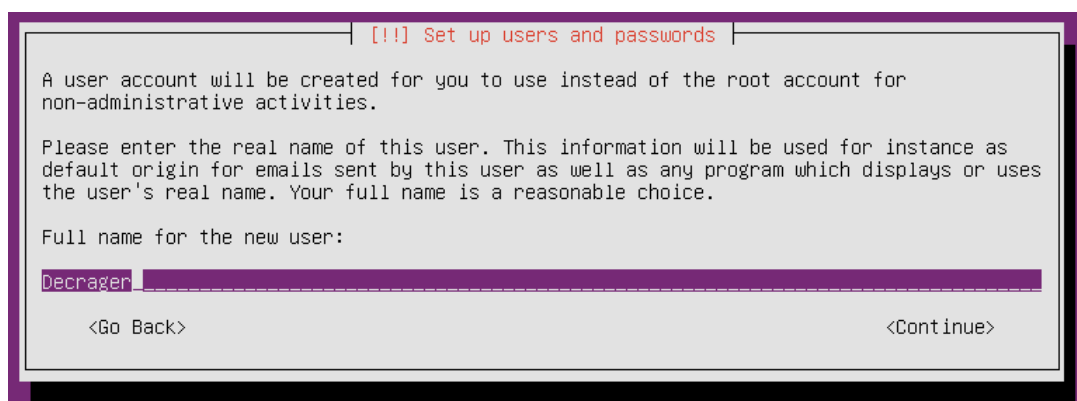 [!!] Set up users and passwords
A user account will be created for you to use instead of the root account for
non-administrative activities.
Please enter the real name of this user. This information will be used for instance as
default origin for emails sent by this user as well as any program which displays or uses
the user's real name. Your full name is a reasonable choice.
Full name for the new user:
Decrager
<Go Back> <Continue>